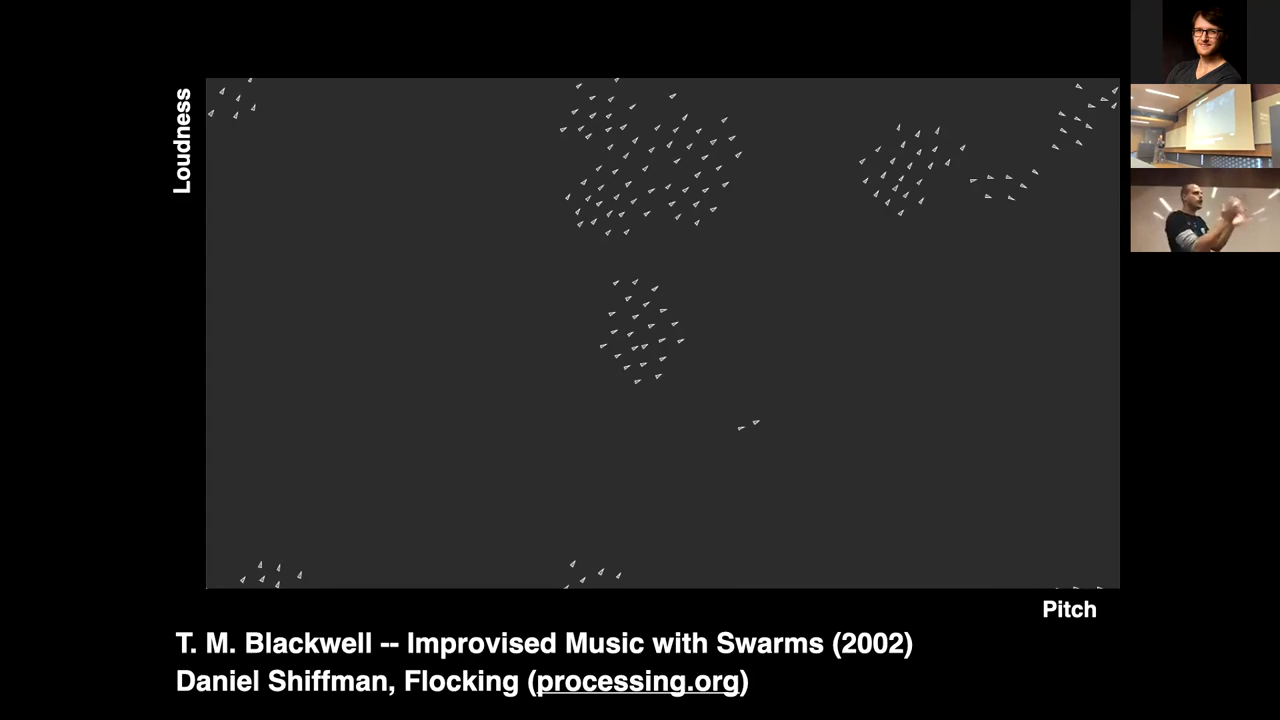 Loudness
Pitch
T. M. Blackwell -- Improvised Music with Swarms (2002)
Daniel Shiffman, Flocking (processing.org)